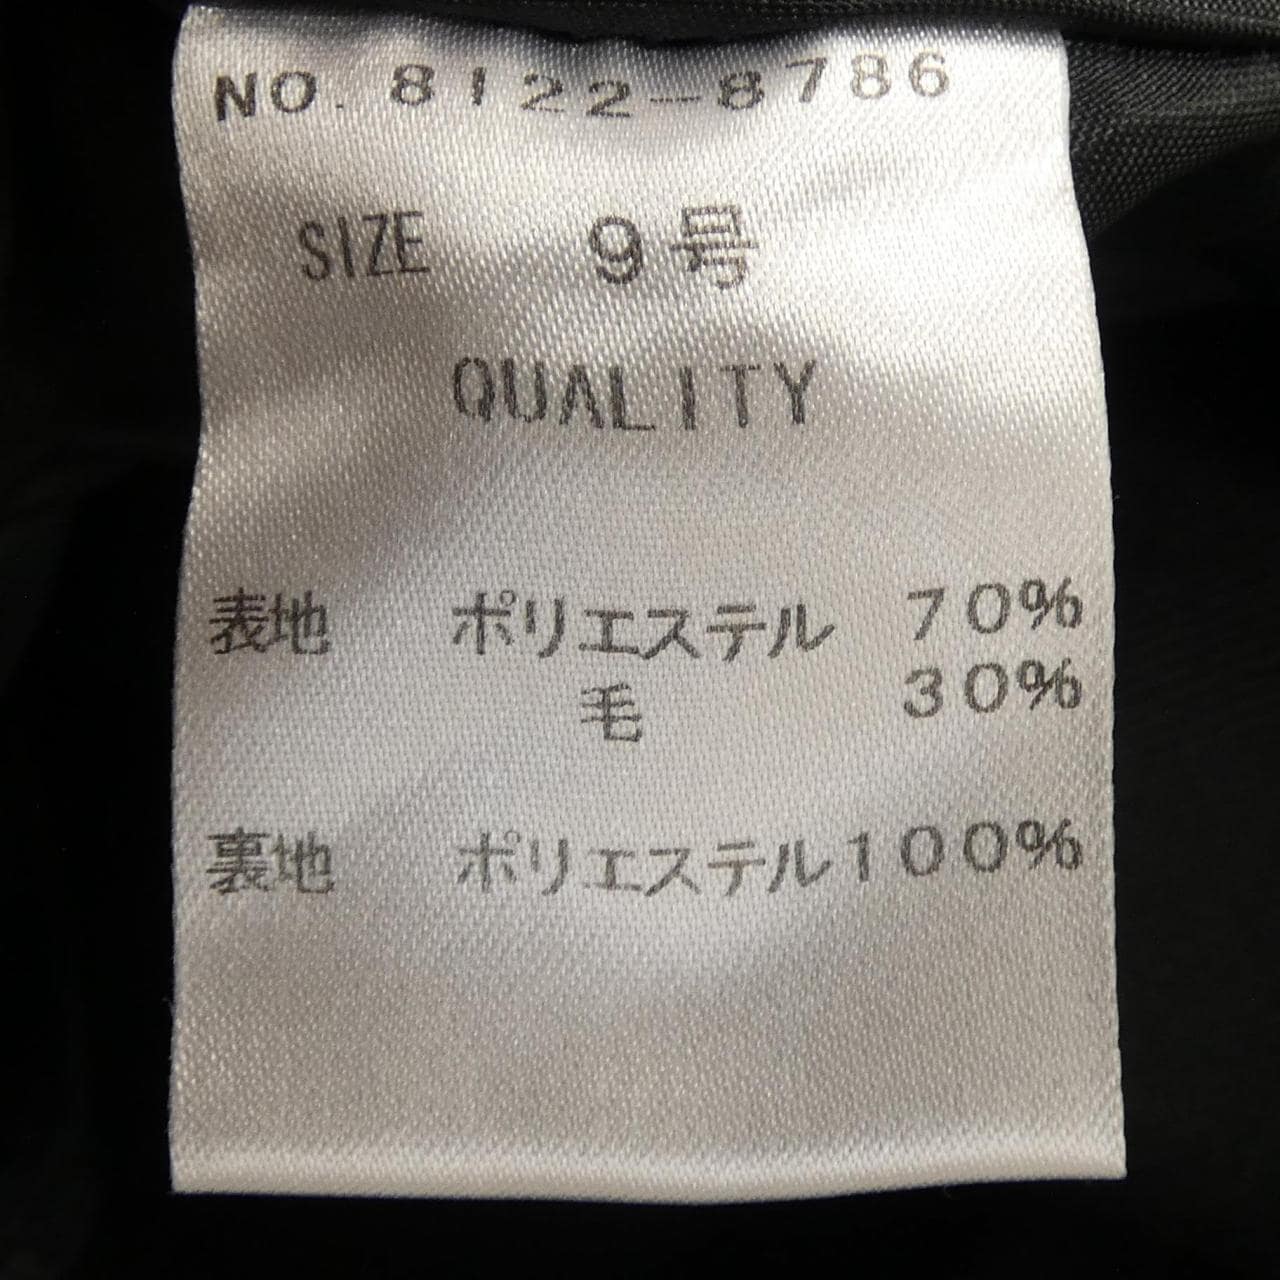 NO. 8122-8786
SIZE 9号
QUALITY
表地 ポリエステル 70%
毛 30%
裏地 ポリエステル100%